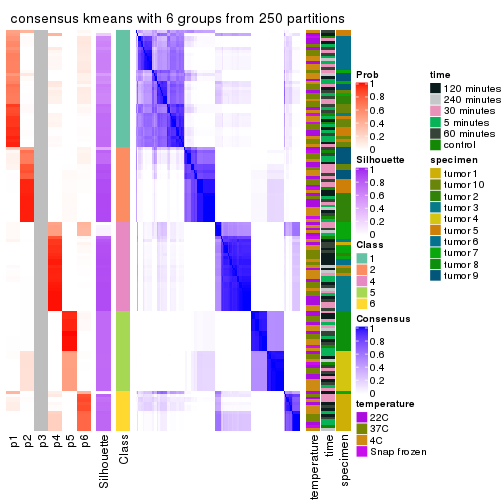 consensus kmeans with 6 groups from 250 partitions
Prob
1
0.8
0.6
0.4
0.2
0
Silhouette
1
0.8
0.6
0.4
0.2
0
Class
1
2
4
5
6
Consensus
1
0.8
0.6
0.4
0.2
0
temperature
22C
37C
4C
Snap frozen
time
120 minutes
240 minutes
30 minutes
5 minutes
60 minutes
control
specimen
tumor 1
tumor 10
tumor 2
tumor 3
tumor 4
tumor 5
tumor 6
tumor 7
tumor 8
tumor 9
p1
p2
p3
p4
p5
p6
Silhouette
Class
temperature
time
specimen